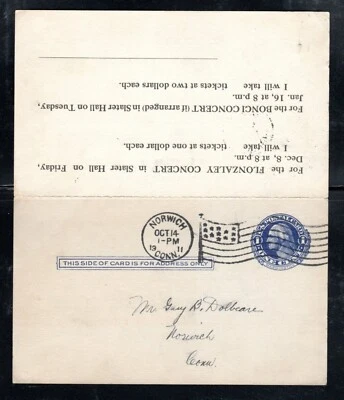 For the FLONZALEY CONCERT in Slater Hall on Friday,
Dec. 8, at 8 p.m.
I will take tickets at one dollar each.
For the BONCI CONCERT (if arranged) in Slater Hall on Tuesday,
Jan. 16, at 8 p.m.
I will take tickets at two dollars each.
NORWICH
OCT 14
1-PM
19 11
CONN.
THIS SIDE OF CARD IS FOR ADDRESS ONLY
Mr. Guy B. Dolbeare
Norwich
Conn.